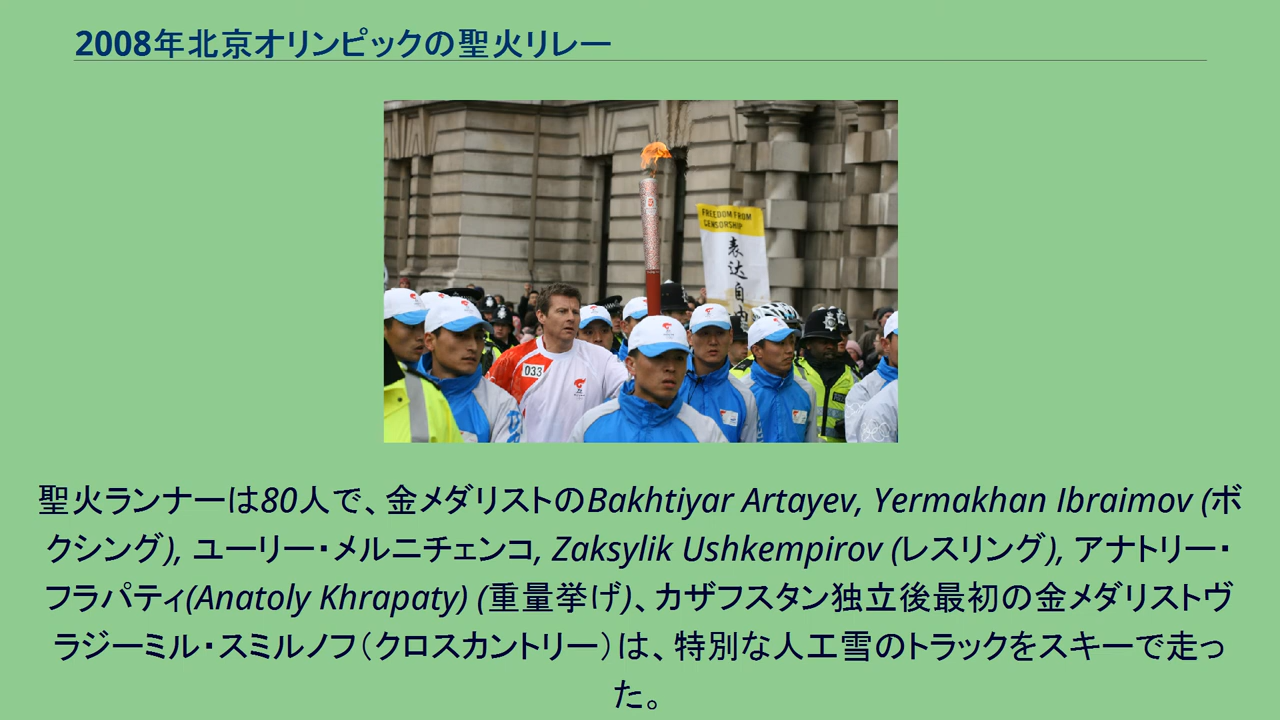 2008年北京オリンピックの聖火リレー
FREEDOM FROM
CENSORSHIP
表
达
自
033
聖火ランナーは80人で、金メダリストのBakhtiyar Artayev, Yermakhan Ibraimov (ボ
クシング), ユーリー・メルニチェンコ, Zaksylik Ushkempirov (レスリング), アナトリー・
フラパティ(Anatoly Khrapaty) (重量挙げ)、カザフスタン独立後最初の金メダリストヴ
ラジーミル・スミルノフ（クロスカントリー）は、特別な人工雪のトラックをスキーで走っ
た。